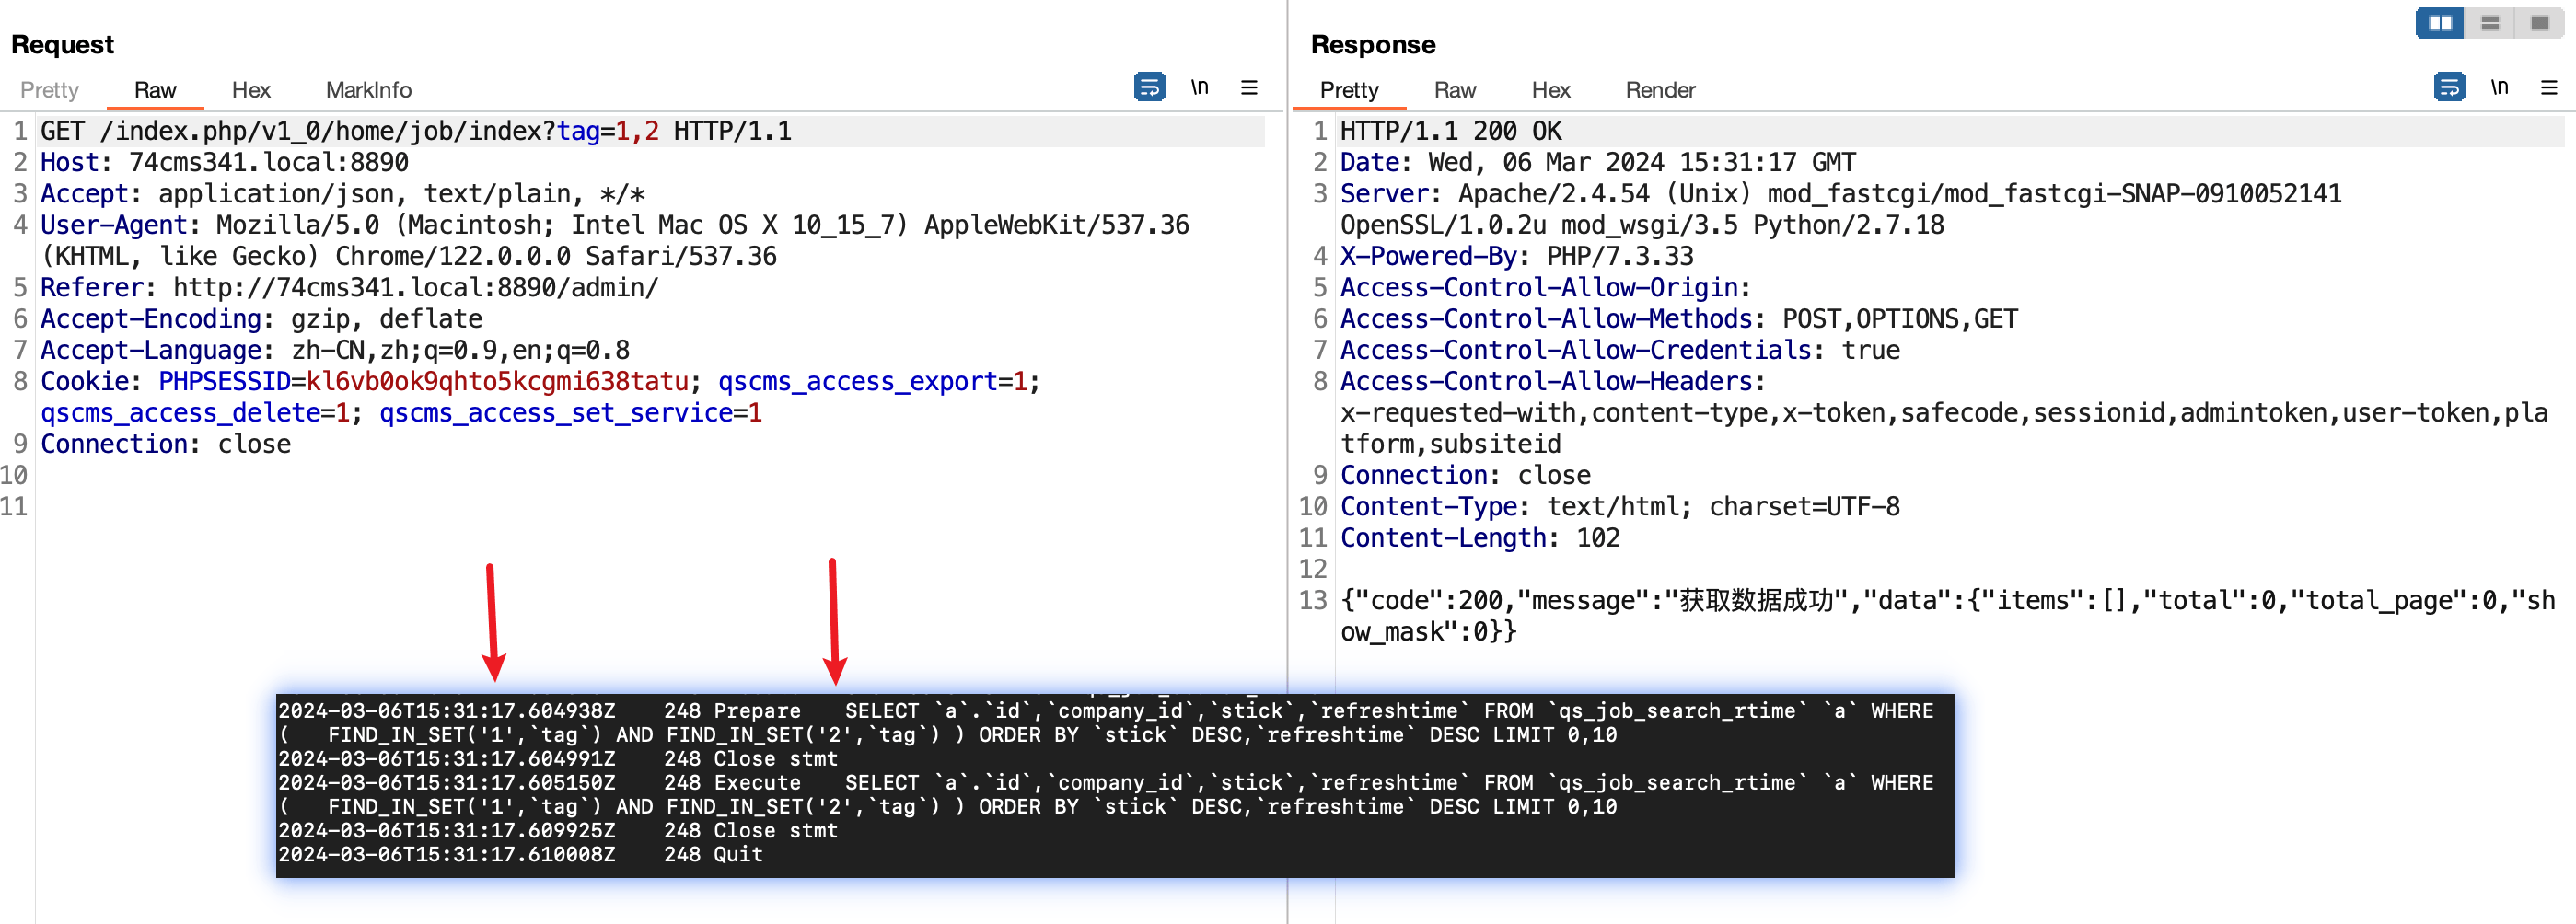 Request
Pretty Raw Hex MarkInfo \n
1 GET /index.php/v1_0/home/job/index?tag=1,2 HTTP/1.1
2 Host: 74cms341.local:8890
3 Accept: application/json, text/plain, */*
4 User-Agent: Mozilla/5.0 (Macintosh; Intel Mac OS X 10_15_7) AppleWebKit/537.36
(KHTML, like Gecko) Chrome/122.0.0.0 Safari/537.36
5 Referer: http://74cms341.local:8890/admin/
6 Accept-Encoding: gzip, deflate
7 Accept-Language: zh-CN,zh;q=0.9,en;q=0.8
8 Cookie: PHPSESSID=kl6vb0ok9qhto5kcgmi638tatu; qscms_access_export=1;
qscms_access_delete=1; qscms_access_set_service=1
9 Connection: close
10
11
Response
Pretty Raw Hex Render \n
1 HTTP/1.1 200 OK
2 Date: Wed, 06 Mar 2024 15:31:17 GMT
3 Server: Apache/2.4.54 (Unix) mod_fastcgi/mod_fastcgi-SNAP-0910052141
OpenSSL/1.0.2u mod_wsgi/3.5 Python/2.7.18
4 X-Powered-By: PHP/7.3.33
5 Access-Control-Allow-Origin:
6 Access-Control-Allow-Methods: POST,OPTIONS,GET
7 Access-Control-Allow-Credentials: true
8 Access-Control-Allow-Headers:
x-requested-with,content-type,x-token,safecode,sessionid,admintoken,user-token,pla
tform,subsiteid
9 Connection: close
10 Content-Type: text/html; charset=UTF-8
11 Content-Length: 102
12
13 {"code":200,"message":"获取数据成功","data":{"items":[],"total":0,"total_page":0,"sh
ow_mask":0}}
2024-03-06T15:31:17.604938Z 248 Prepare SELECT `a`.`id`,`company_id`,`stick`,`refreshtime` FROM `qs_job_search_rtime` `a` WHERE
( FIND_IN_SET('1',`tag`) AND FIND_IN_SET('2',`tag`) ) ORDER BY `stick` DESC,`refreshtime` DESC LIMIT 0,10
2024-03-06T15:31:17.604991Z 248 Close stmt
2024-03-06T15:31:17.605150Z 248 Execute SELECT `a`.`id`,`company_id`,`stick`,`refreshtime` FROM `qs_job_search_rtime` `a` WHERE
( FIND_IN_SET('1',`tag`) AND FIND_IN_SET('2',`tag`) ) ORDER BY `stick` DESC,`refreshtime` DESC LIMIT 0,10
2024-03-06T15:31:17.609925Z 248 Close stmt
2024-03-06T15:31:17.610008Z 248 Quit